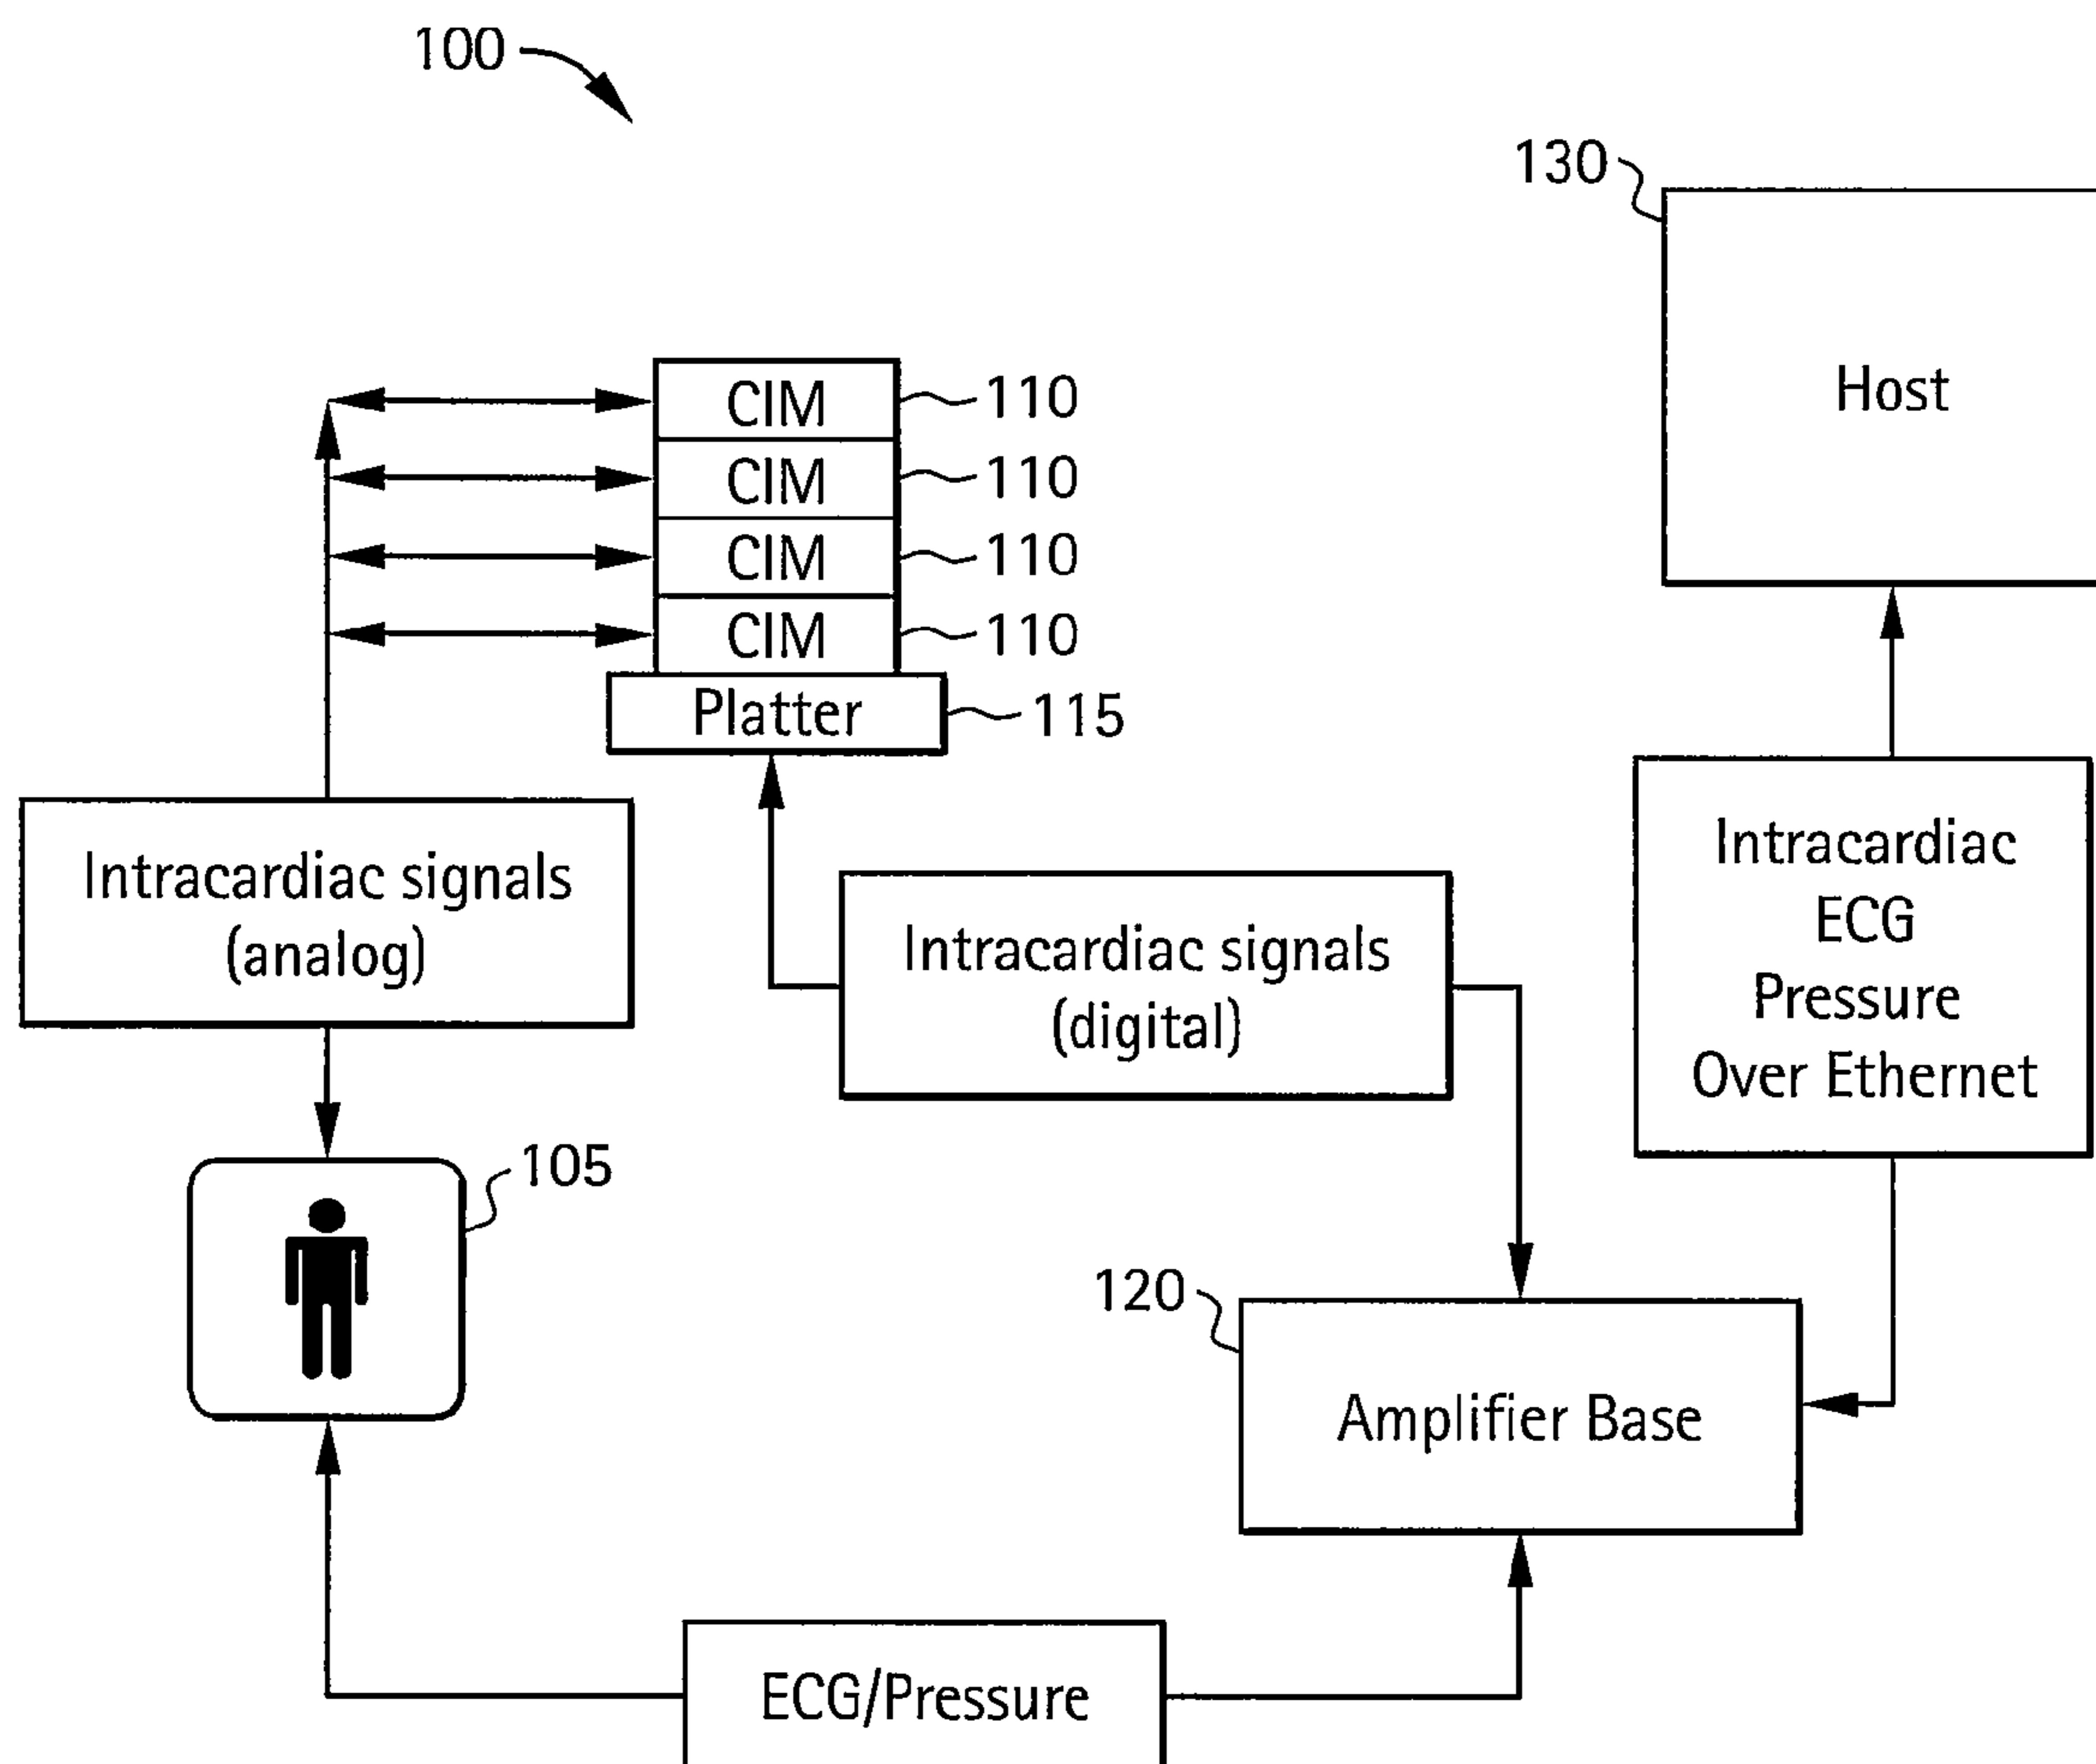 100
130
Host
CIM 110
CIM 110
CIM 110
CIM 110
Platter 115
Intracardiac signals
(analog)
Intracardiac signals
(digital)
Intracardiac
ECG
Pressure
Over Ethernet
105
120
Amplifier Base
ECG/Pressure